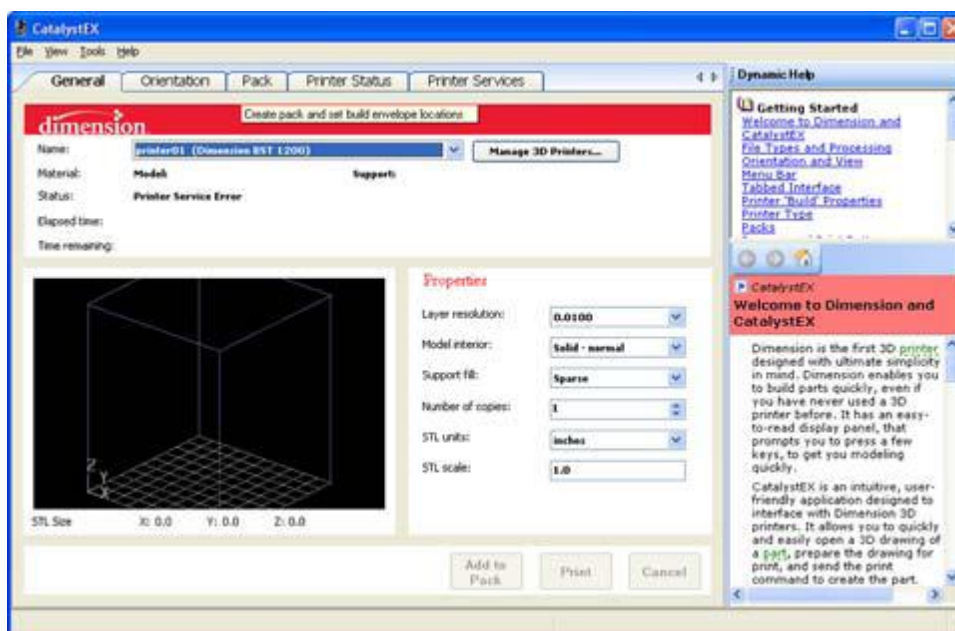 CatalystEX
File View Tools Help
General Orientation Pack Printer Status Printer Services
Create pack and set build envelope locations
dimension
Name: printer01 (Dimension BST 1200) Manage 3D Printers...
Material: Model: Support:
Status: Printer Service Error
Elapsed time:
Time remaining:
Properties
Layer resolution: 0.0100
Model interior: Solid - normal
Support fill: Sparse
Number of copies: 1
STL units: inches
STL scale: 1.0
Z
Y
X
STL Size X: 0.0 Y: 0.0 Z: 0.0
Add to
Pack
Print Cancel
Dynamic Help
Getting Started
Welcome to Dimension and
CatalystEX
File Types and Processing
Orientation and View
Menu Bar
Tabbed Interface
Printer 'Build' Properties
Printer Type
Packs
CatalystEX
Welcome to Dimension and
CatalystEX
Dimension is the first 3D printer
designed with ultimate simplicity
in mind. Dimension enables you
to build parts quickly, even if
you have never used a 3D
printer before. It has an easy-
to-read display panel, that
prompts you to press a few
keys, to get you modeling
quickly.
CatalystEX is an intuitive, user-
friendly application designed to
interface with Dimension 3D
printers. It allows you to quickly
and easily open a 3D drawing of
a part, prepare the drawing for
print, and send the print
command to create the part.